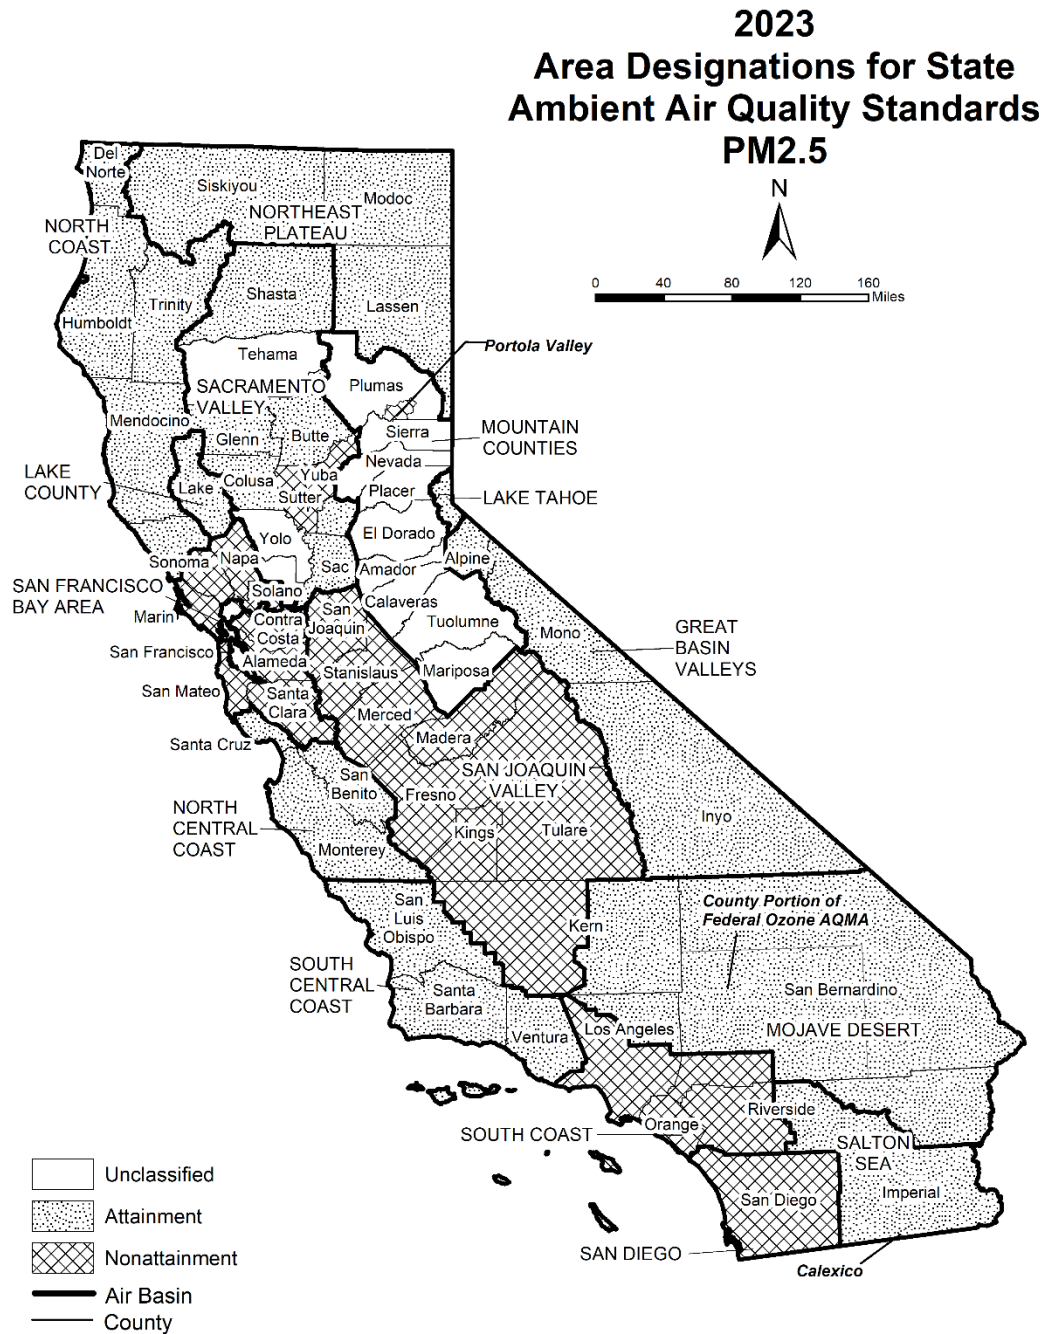 2023
Area Designations for State
Ambient Air Quality Standards
PM2.5
N
0 40 80 120 160
Miles
Del
Norte
Siskiyou
Modoc
NORTHEAST
PLATEAU
NORTH
COAST
Shasta
Trinity
Lassen
Humboldt
Portola Valley
Tehama
Plumas
SACRAMENTO
VALLEY
Mendocino
Glenn
Butte
Sierra
MOUNTAIN
COUNTIES
Nevada
LAKE
COUNTY
Lake
Colusa
Yuba
Sutter
Placer
LAKE TAHOE
Yolo
El Dorado
Sonoma
Napa
Sac
Amador
Alpine
SAN FRANCISCO
BAY AREA
Solano
Marin
Contra
Costa
San
Joaquin
Calaveras
Tuolumne
Mono
GREAT
BASIN
VALLEYS
San Francisco
Alameda
Stanislaus
Mariposa
San Mateo
Santa
Clara
Merced
Madera
Santa Cruz
San
Benito
Fresno
SAN JOAQUIN
VALLEY
NORTH
CENTRAL
COAST
Monterey
Kings
Tulare
Inyo
San
Luis
Obispo
Kern
County Portion of
Federal Ozone AQMA
SOUTH
CENTRAL
COAST
Santa
Barbara
San Bernardino
Ventura
Los Angeles
MOJAVE DESERT
Orange
Riverside
SOUTH COAST
SALTON
SEA
San Diego
Imperial
SAN DIEGO
Calexico
Unclassified
Attainment
Nonattainment
Air Basin
County